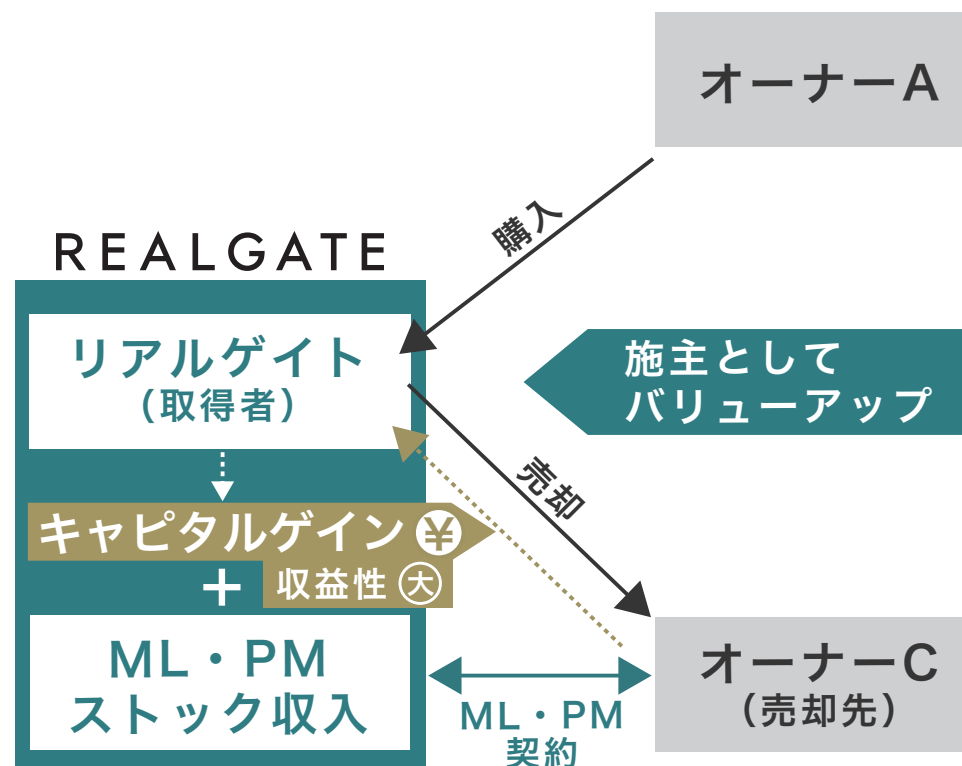 オーナーA
購入
REALGATE
リアルゲイト
（取得者）
施主として
バリューアップ
売却
キャピタルゲイン ¥
＋
収益性 大
ML・PM
ストック収入
ML・PM
契約
オーナーC
（売却先）